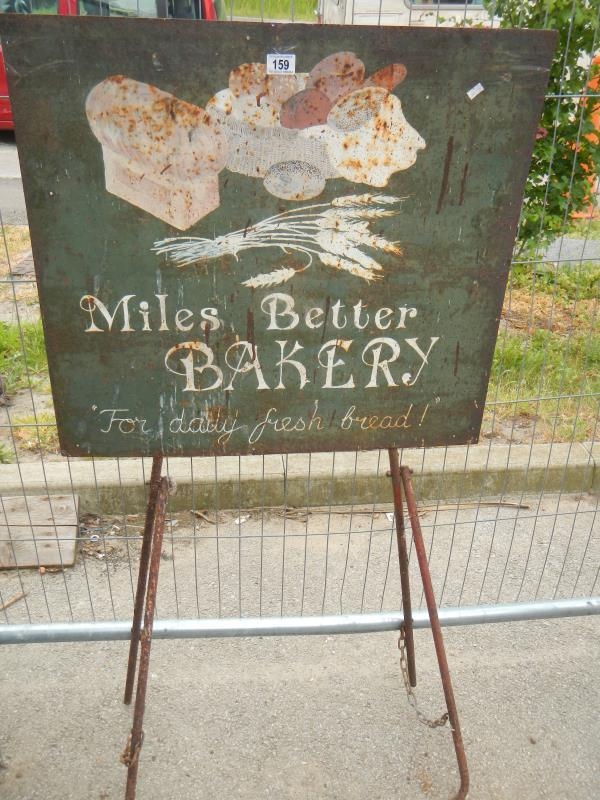 159
Miles Better
BAKERY
"For daily fresh bread!"